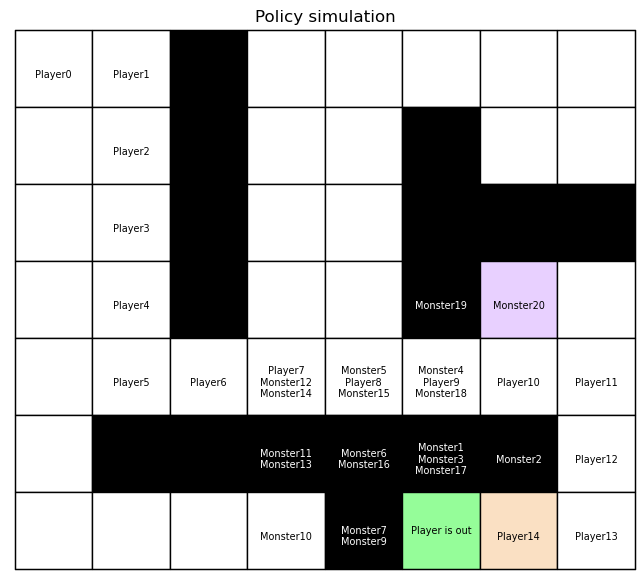 Policy simulation
Player0
Player1
Player2
Player3
Player4
Monster19
Monster20
Player5
Player6
Player7
Monster12
Monster14
Monster5
Player8
Monster15
Monster4
Player9
Monster18
Player10
Player11
Monster11
Monster13
Monster6
Monster16
Monster1
Monster3
Monster17
Monster2
Player12
Monster10
Monster7
Monster9
Player is out
Player14
Player13